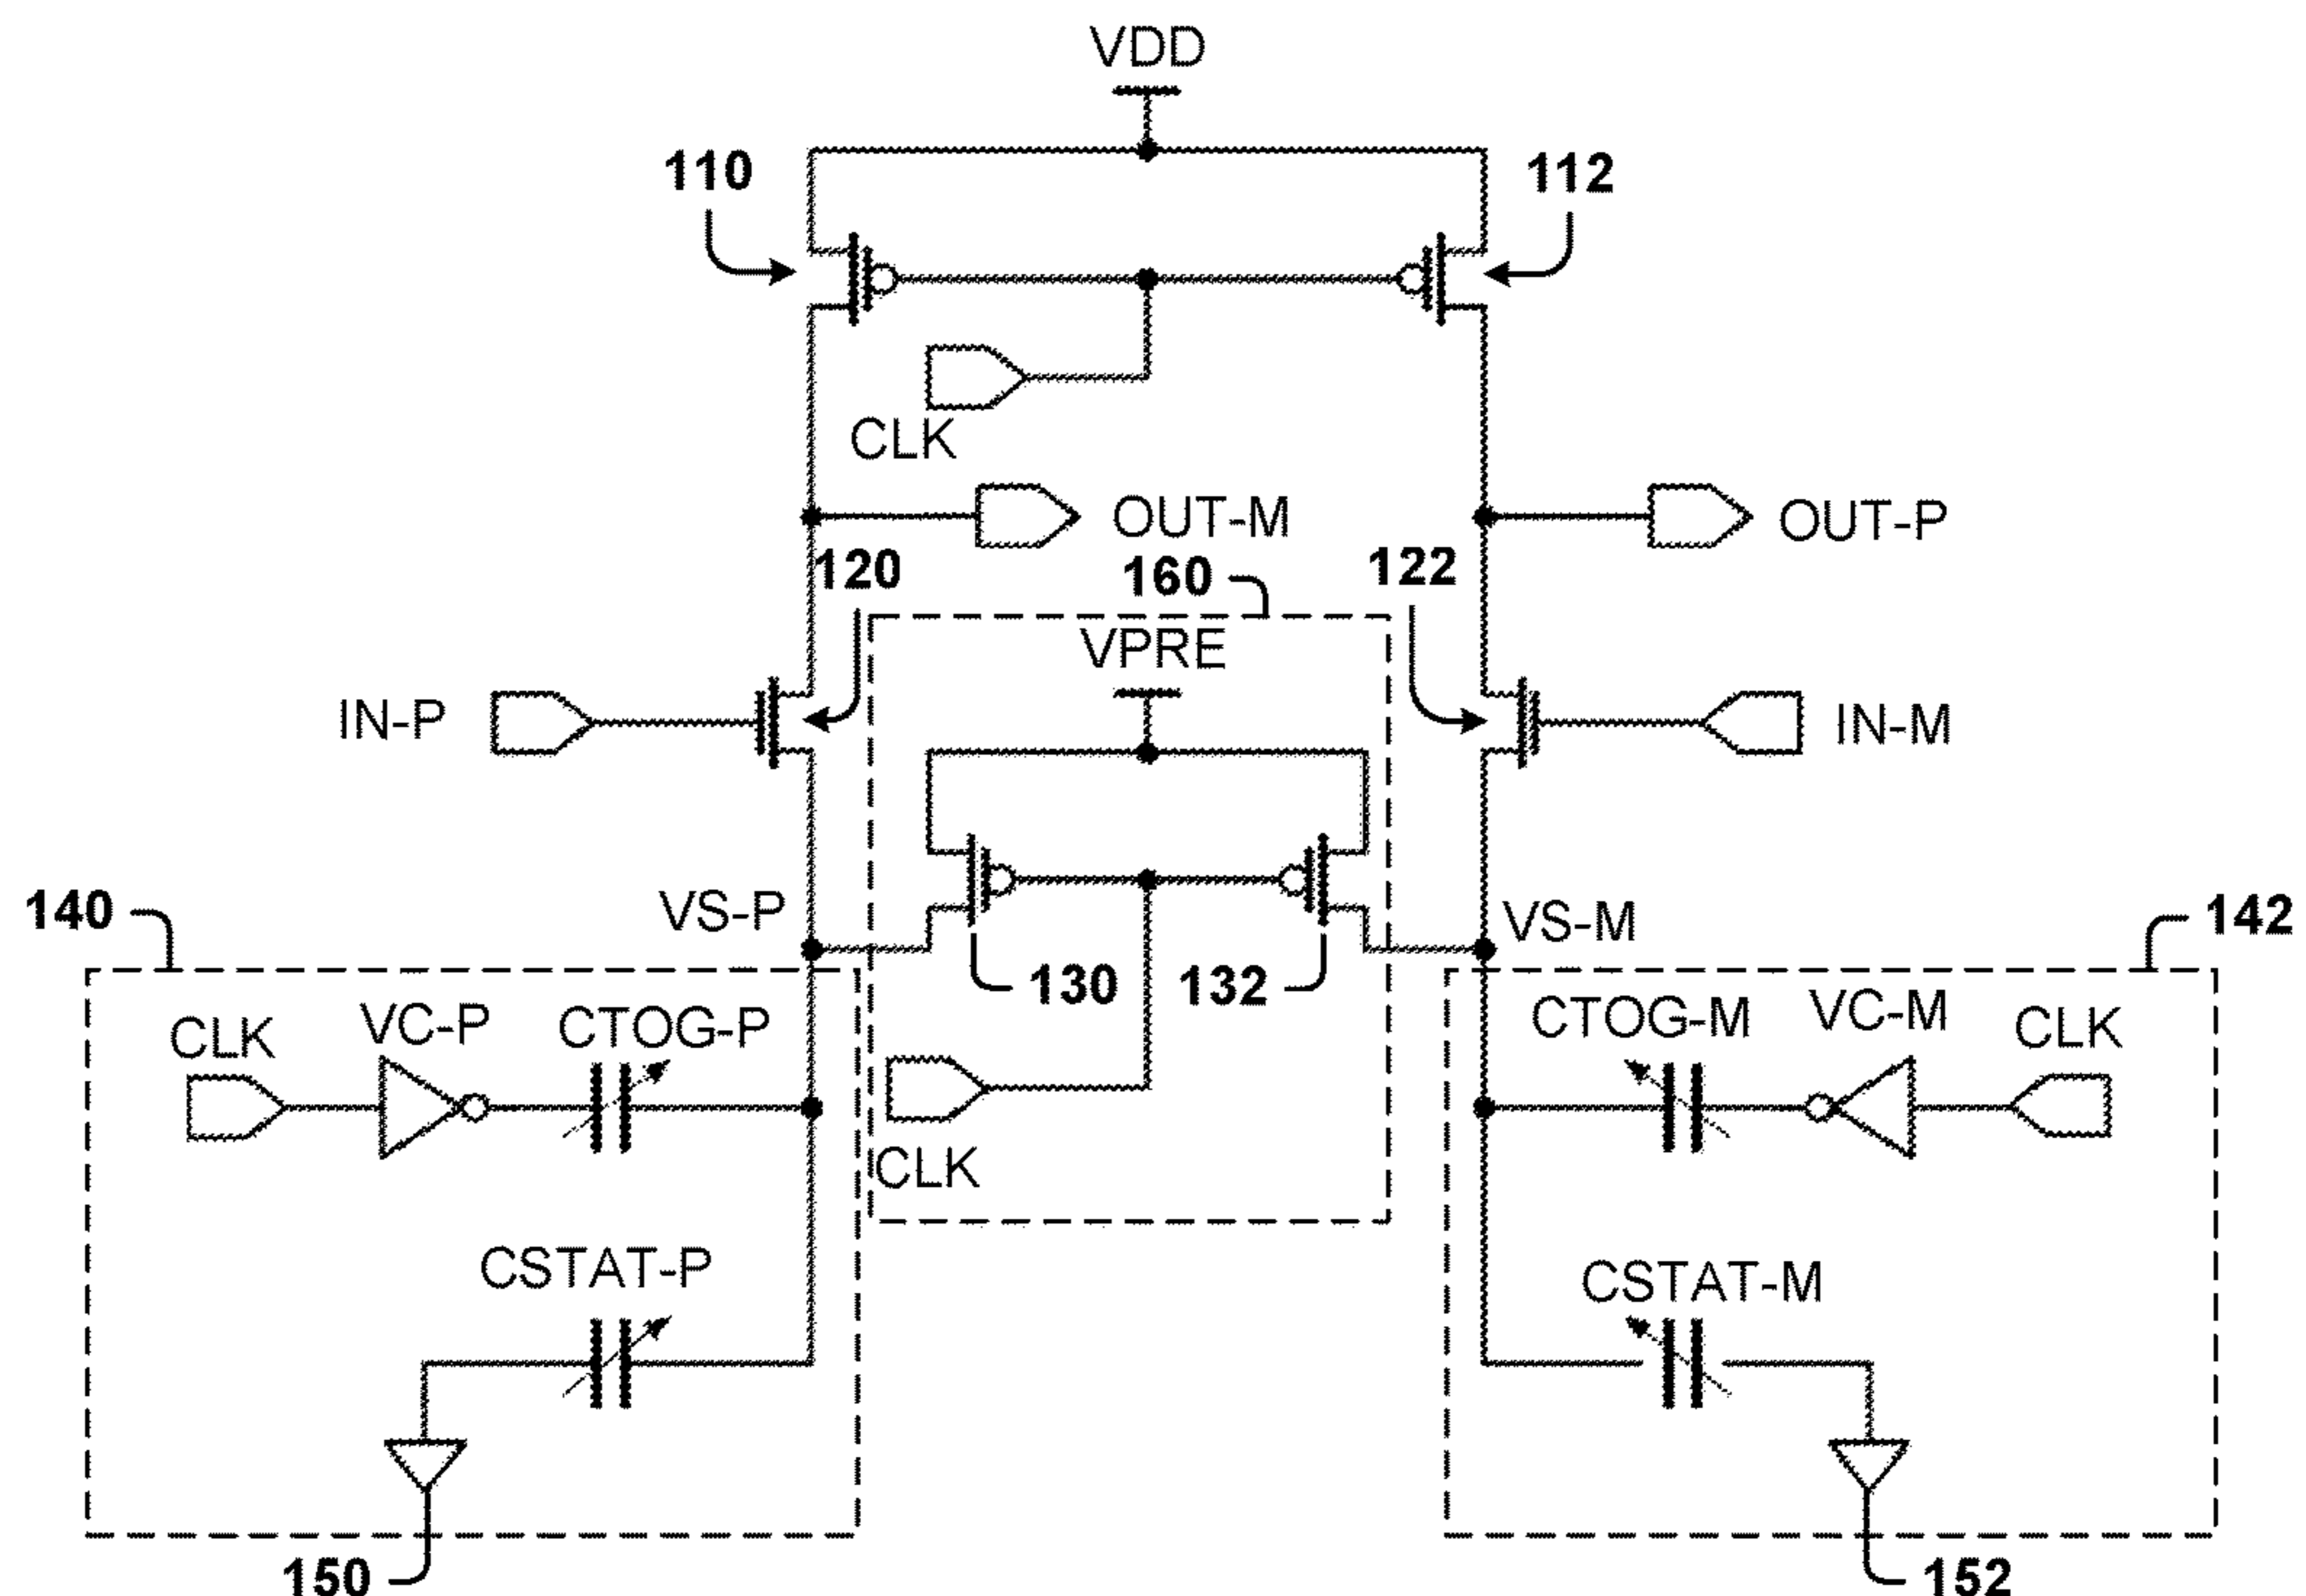 VDD
110
112
CLK
OUT-M
OUT-P
120
160
122
VPRE
IN-P
IN-M
VS-P
VS-M
140
142
130
132
CLK
VC-P
CTOG-P
CTOG-M
VC-M
CLK
CLK
CSTAT-P
CSTAT-M
150
152